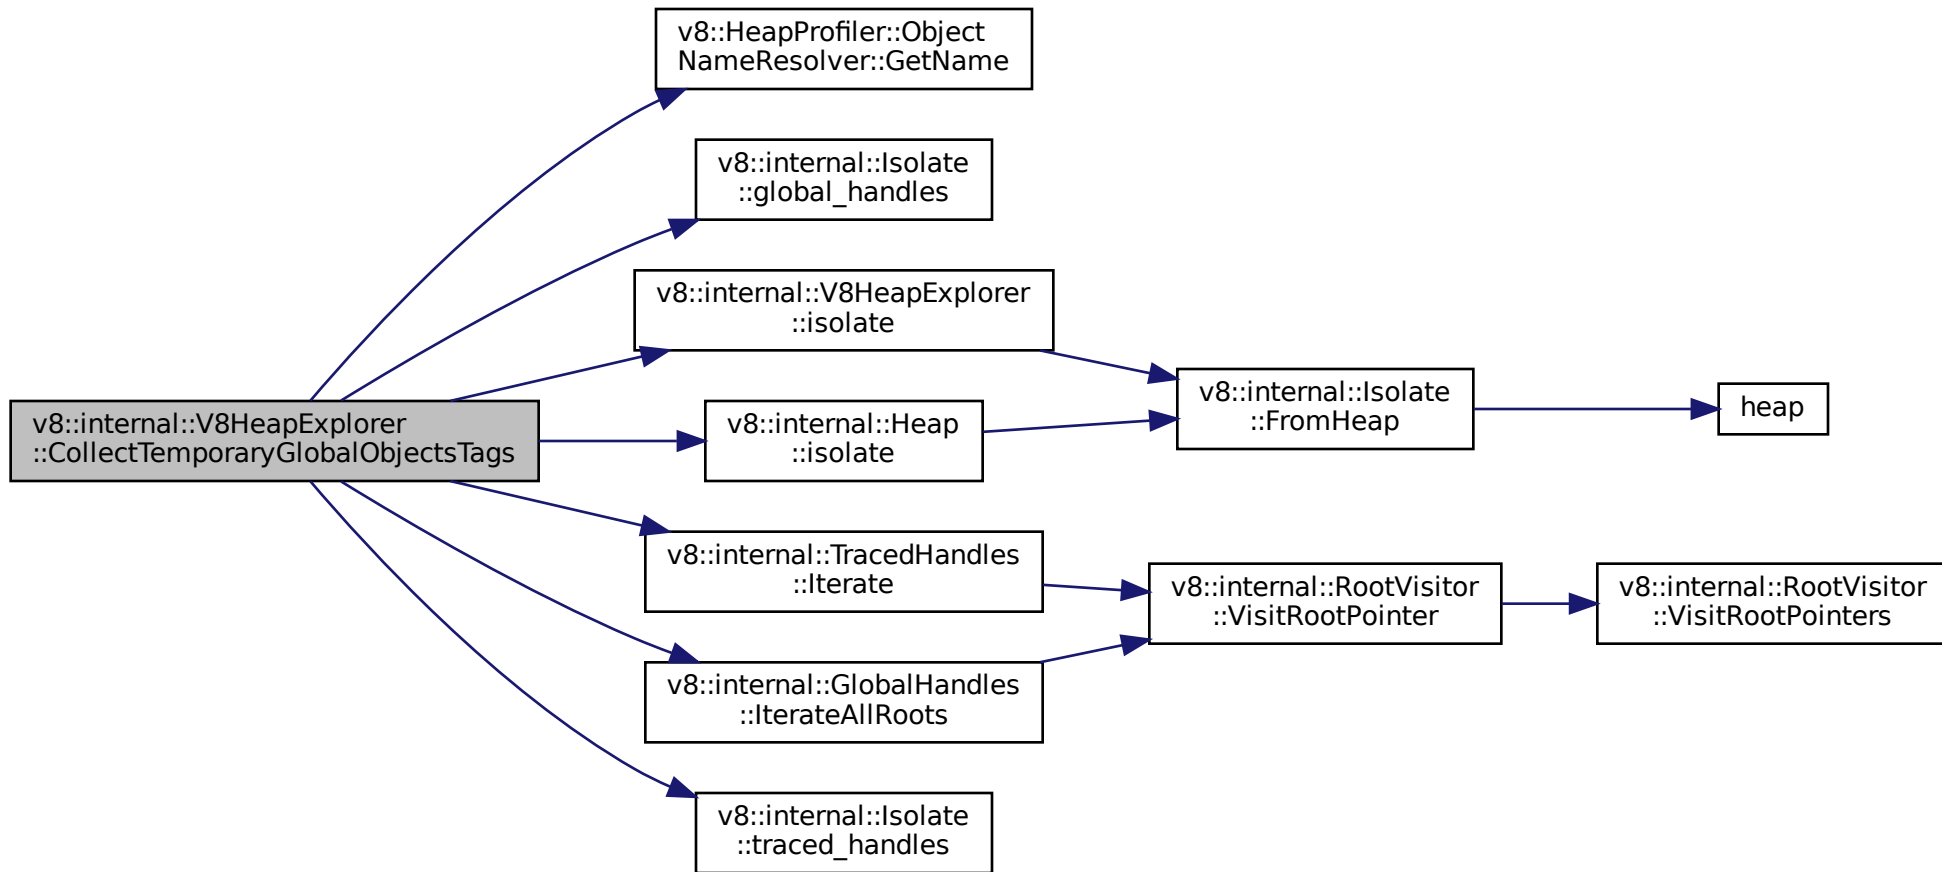 v8::HeapProfiler::Object
NameResolver::GetName
v8::internal::Isolate
::global_handles
v8::internal::V8HeapExplorer
::isolate
v8::internal::Isolate
::FromHeap
heap
v8::internal::V8HeapExplorer
::CollectTemporaryGlobalObjectsTags
v8::internal::Heap
::isolate
v8::internal::TracedHandles
::Iterate
v8::internal::RootVisitor
::VisitRootPointer
v8::internal::RootVisitor
::VisitRootPointers
v8::internal::GlobalHandles
::IterateAllRoots
v8::internal::Isolate
::traced_handles